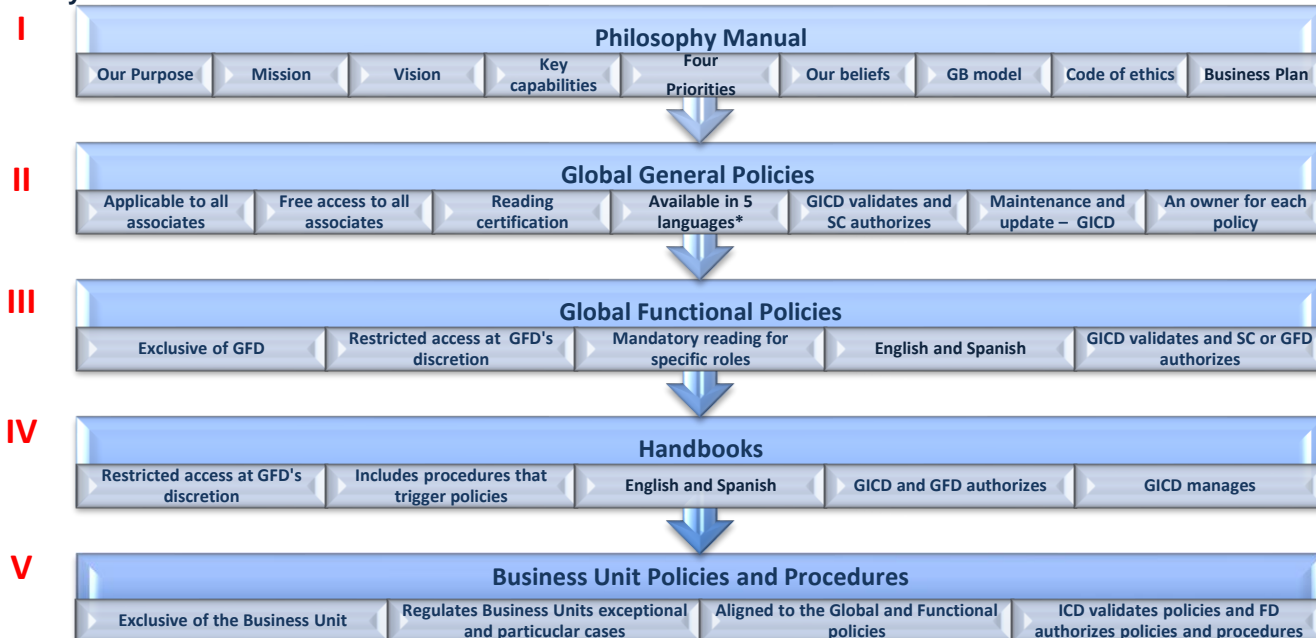 I
Philosophy Manual
Our Purpose
Mission
Vision
Key
capabilities
Four
Priorities
Our beliefs
GB model
Code of ethics
Business Plan
II
Global General Policies
Applicable to all
associates
Free access to all
associates
Reading
certification
Available in 5
languages*
GICD validates and
SC authorizes
Maintenance and
update – GICD
An owner for each
policy
III
Global Functional Policies
Exclusive of GFD
Restricted access at GFD's
discretion
Mandatory reading for
specific roles
English and Spanish
GICD validates and SC or GFD
authorizes
IV
Handbooks
Restricted access at GFD's
discretion
Includes procedures that
trigger policies
English and Spanish
GICD and GFD authorizes
GICD manages
V
Business Unit Policies and Procedures
Exclusive of the Business Unit
Regulates Business Units exceptional
and particuclar cases
Aligned to the Global and Functional
policies
ICD validates policies and FD
authorizes policies and procedures